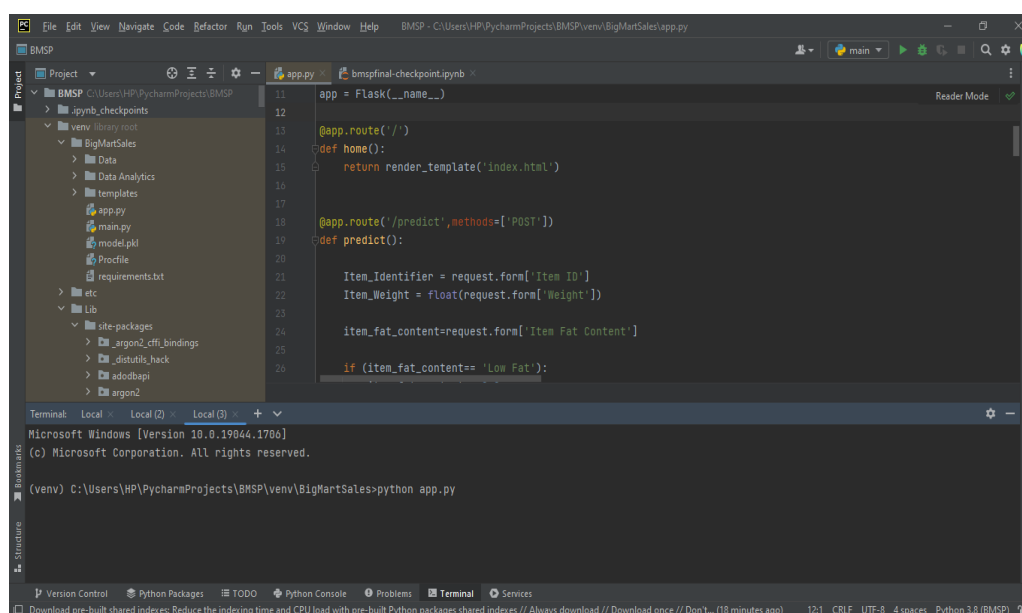 PC File Edit View Navigate Code Refactor Run Tools VCS Window Help BMSP - C:\Users\HP\PycharmProjects\BMSP\venv\BigMartSales\app.py
BMSP main
Project
Project
app.py
bmspfinal-checkpoint.ipynb
BMSP C:\Users\HP\PycharmProjects\BMSP
.ipynb_checkpoints
venv library root
BigMartSales
Data
Data Analytics
templates
app.py
main.py
model.pkl
Procfile
requirements.txt
etc
Lib
site-packages
_argon2_cffi_bindings
_distutils_hack
adodbapi
argon2
Reader Mode
11 app = Flask(__name__)
12
13 @app.route('/')
14 def home():
15 return render_template('index.html')
16
17
18 @app.route('/predict',methods=['POST'])
19 def predict():
20
21 Item_Identifier = request.form['Item ID']
22 Item_Weight = float(request.form['Weight'])
23
24 item_fat_content=request.form['Item Fat Content']
25
26 if (item_fat_content== 'Low Fat'):
Terminal: Local Local (2) Local (3)
Microsoft Windows [Version 10.0.19044.1706]
(c) Microsoft Corporation. All rights reserved.
(venv) C:\Users\HP\PycharmProjects\BMSP\venv\BigMartSales>python app.py
Bookmarks
Structure
Version Control Python Packages TODO Python Console Problems Terminal Services
Download pre-built shared indexes: Reduce the indexing time and CPU load with pre-built Python packages shared indexes // Always download // Download once // Don't... (18 minutes ago) 12:1 CRLF UTF-8 4 spaces Python 3.8 (BMSP)